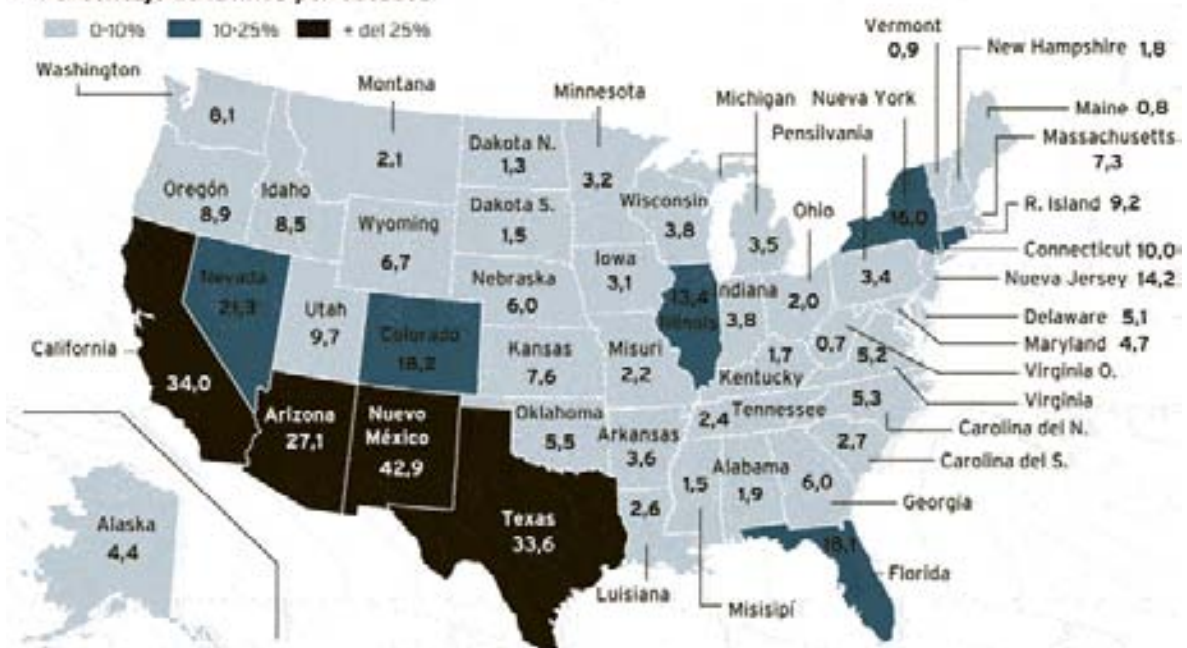 0-10% 10-25% + del 25%
Vermont
0,9
New Hampshire 1,8
Washington
Montana
Minnesota
Michigan
Nueva York
Maine 0,8
Pensilvania
Massachusetts
7,3
8,1
2,1
Dakota N.
1,3
3,2
Oregón
8,9
Idaho
8,5
Wyoming
6,7
Dakota S.
1,5
Wisconsin
3,8
3,5
Ohio
2,0
16,0
R. Island 9,2
Connecticut 10,0
Nueva Jersey 14,2
3,4
Nevada
21,3
Utah
9,7
Colorado
18,2
Nebraska
6,0
Iowa
3,1
13,4
Illinois
Indiana
3,8
Delaware 5,1
Maryland 4,7
Virginia O.
0,7
5,2
Virginia
California
34,0
Kansas
7,6
Misuri
2,2
1,7
Kentucky
Arizona
27,1
Nuevo
México
42,9
Oklahoma
5,5
Arkansas
3,6
2,4
Tennessee
5,3
Carolina del N.
2,7
Carolina del S.
Alaska
4,4
Texas
33,6
2,6
Luisiana
1,5
Misisipí
Alabama
1,9
6,0
Georgia
18,1
Florida